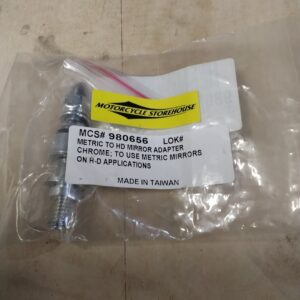 MOTORCYCLE STOREHOUSE
MCS# 980656 LOK#
METRIC TO HD MIRROR ADAPTER
CHROME; TO USE METRIC MIRRORS
ON H-D APPLICATIONS
MADE IN TAIWAN